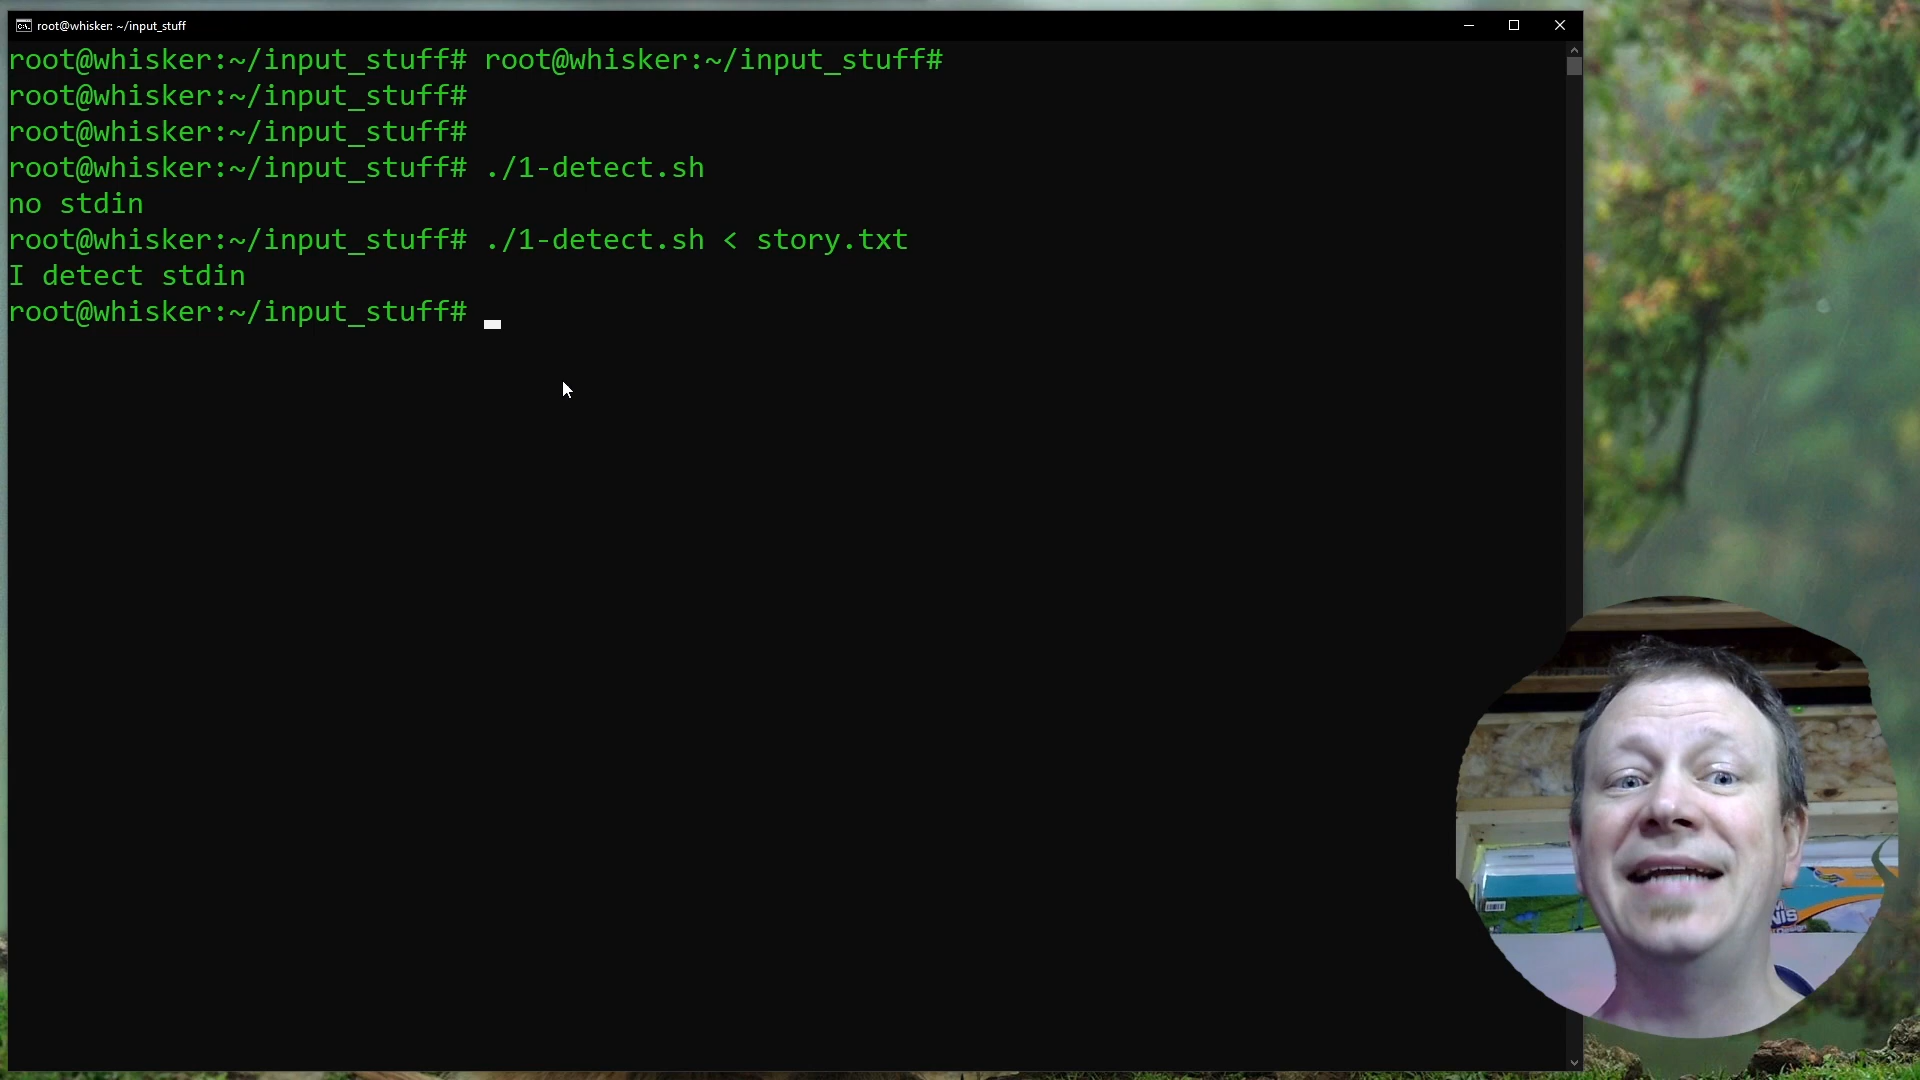 root@whisker: ~/input_stuff
root@whisker:~/input_stuff# root@whisker:~/input_stuff#
root@whisker:~/input_stuff#
root@whisker:~/input_stuff#
root@whisker:~/input_stuff# ./1-detect.sh
no stdin
root@whisker:~/input_stuff# ./1-detect.sh < story.txt
I detect stdin
root@whisker:~/input_stuff#